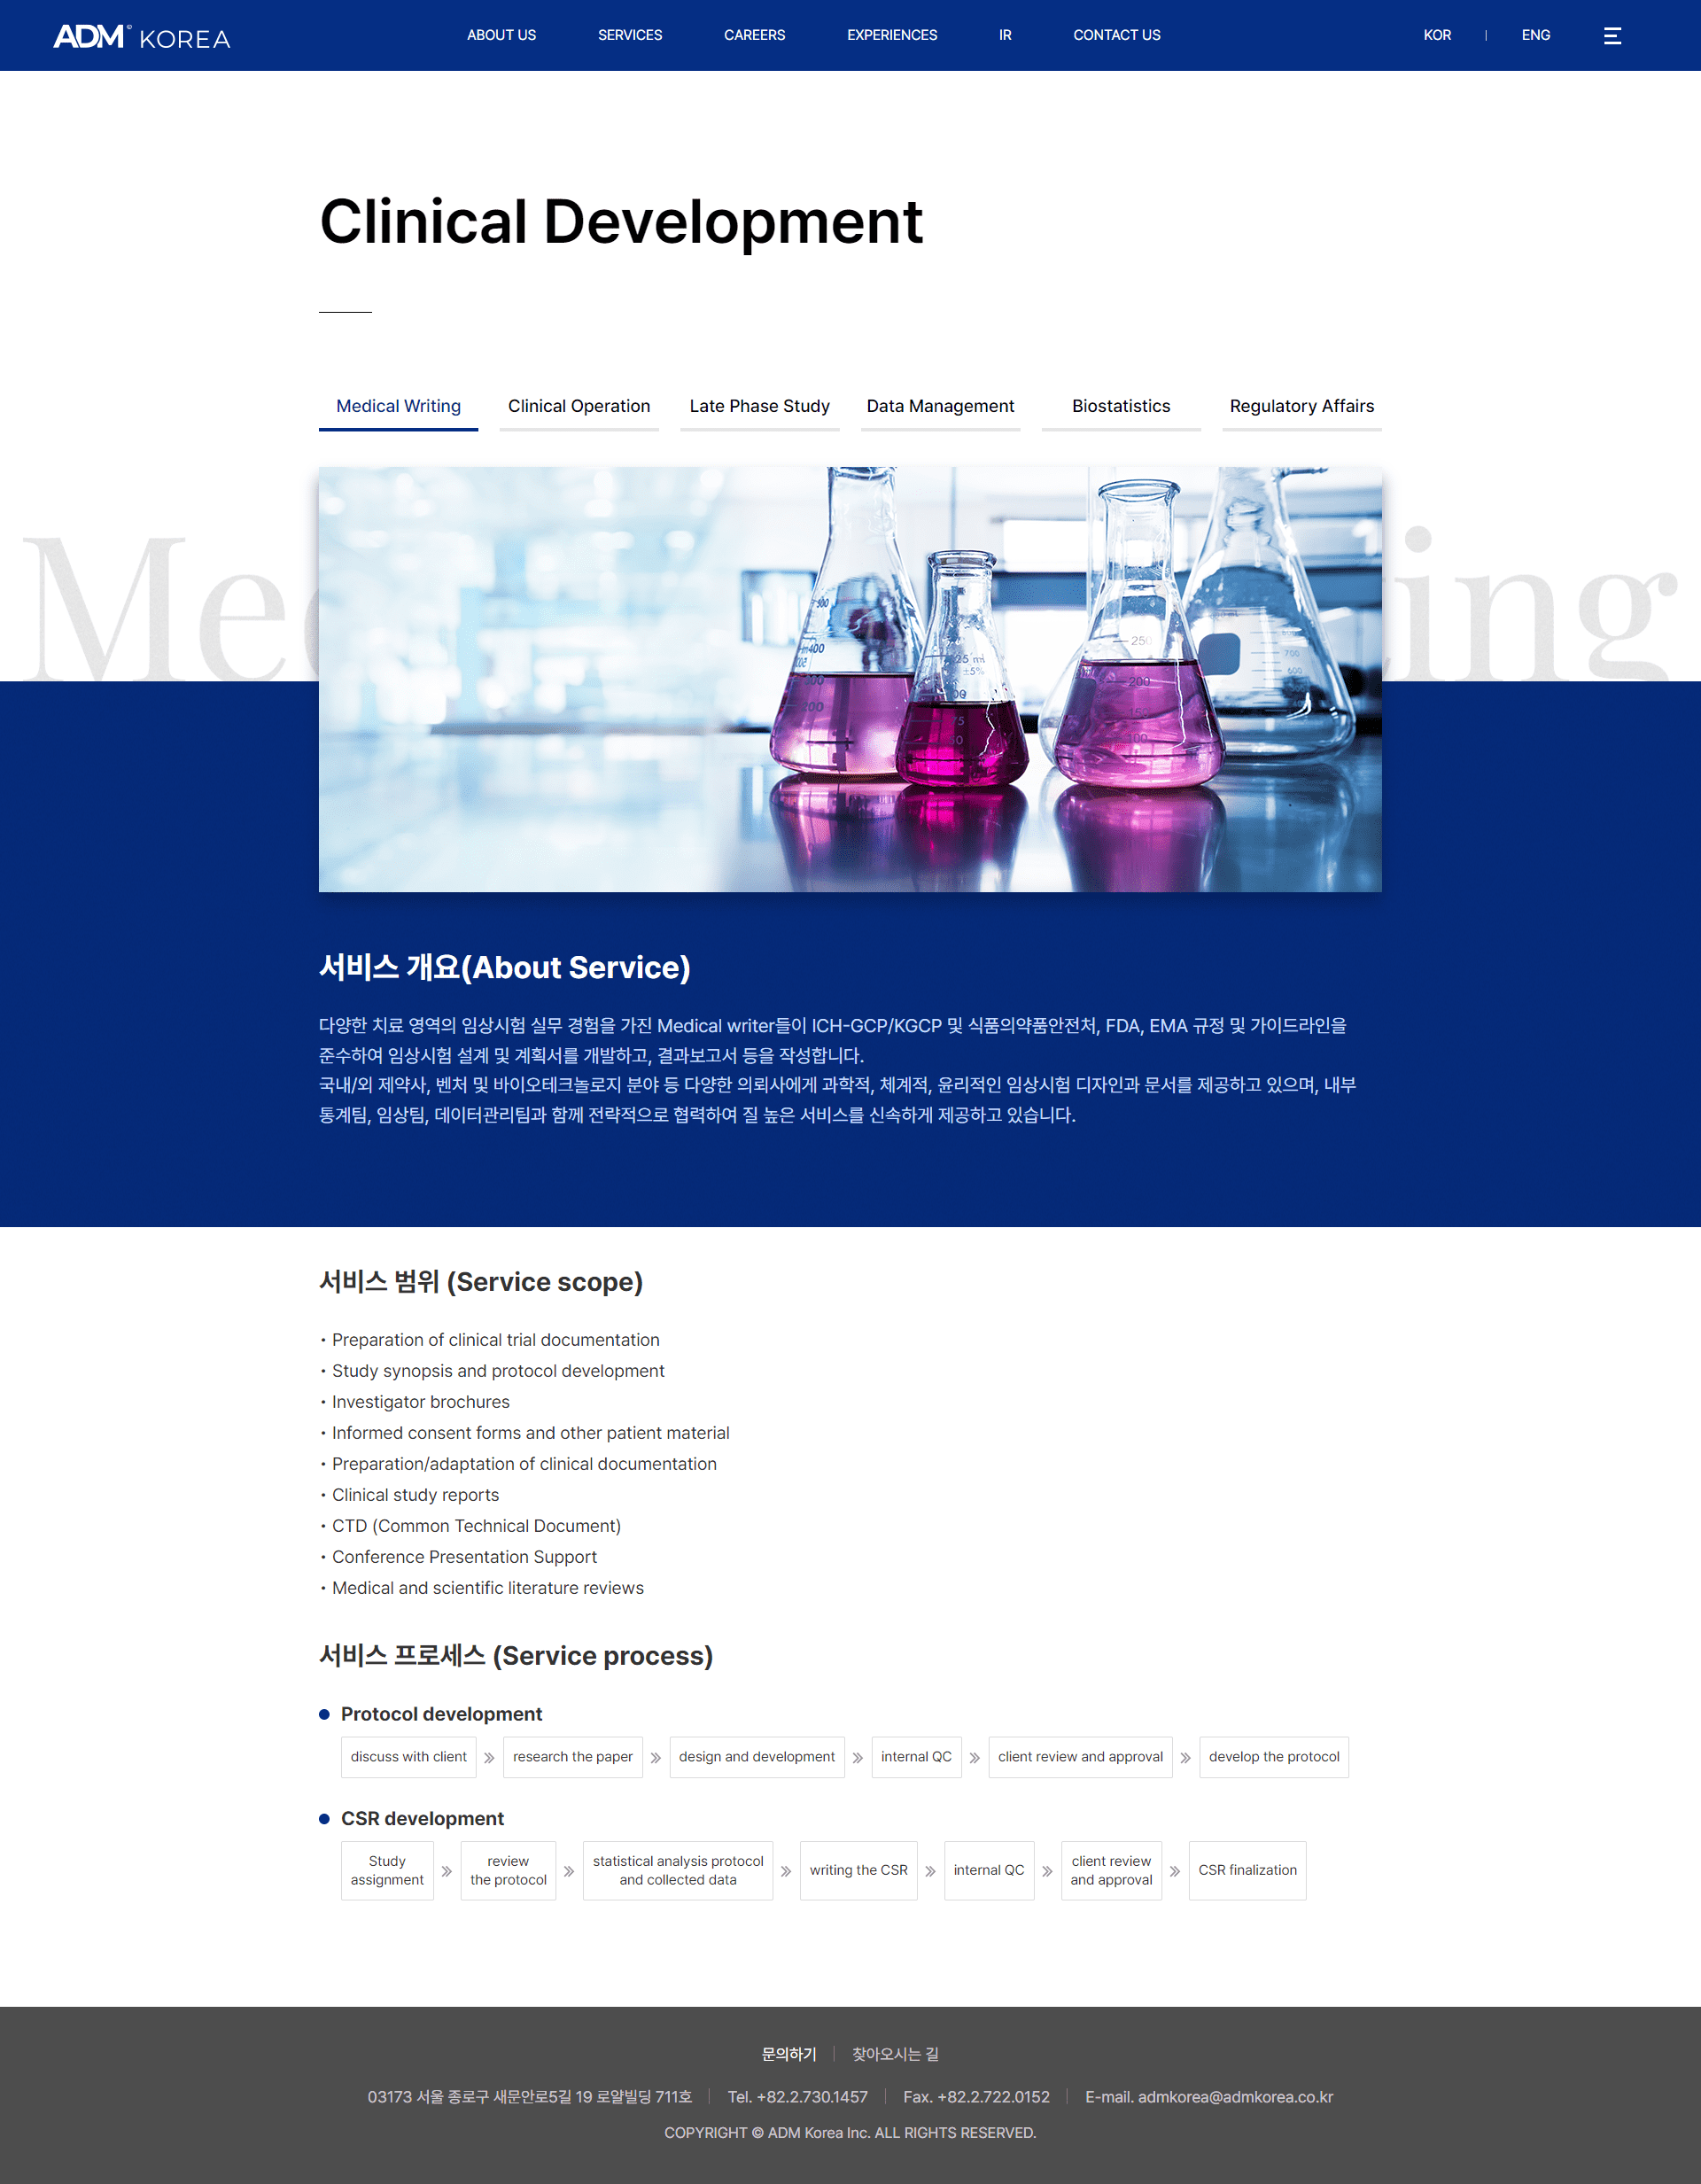 ADM© KOREA
ABOUT US SERVICES CAREERS EXPERIENCES IR CONTACT US KOR | ENG
Clinical Development
Medical Writing Clinical Operation Late Phase Study Data Management Biostatistics Regulatory Affairs
서비스 개요(About Service)
다양한 치료 영역의 임상시험 실무 경험을 가진 Medical writer들이 ICH-GCP/KGCP 및 식품의약품안전처, FDA, EMA 규정 및 가이드라인을
준수하여 임상시험 설계 및 계획서를 개발하고, 결과보고서 등을 작성합니다.
국내/외 제약사, 벤처 및 바이오테크놀로지 분야 등 다양한 의뢰사에게 과학적, 체계적, 윤리적인 임상시험 디자인과 문서를 제공하고 있으며, 내부
통계팀, 임상팀, 데이터관리팀과 함께 전략적으로 협력하여 질 높은 서비스를 신속하게 제공하고 있습니다.
서비스 범위 (Service scope)
• Preparation of clinical trial documentation
• Study synopsis and protocol development
• Investigator brochures
• Informed consent forms and other patient material
• Preparation/adaptation of clinical documentation
• Clinical study reports
• CTD (Common Technical Document)
• Conference Presentation Support
• Medical and scientific literature reviews
서비스 프로세스 (Service process)
Protocol development
discuss with client » research the paper » design and development » internal QC » client review and approval » develop the protocol
CSR development
Study assignment » review the protocol » statistical analysis protocol and collected data » writing the CSR » internal QC » client review and approval » CSR finalization
문의하기 | 찾아오시는 길
03173 서울 종로구 새문안로5길 19 로얄빌딩 711호 | Tel. +82.2.730.1457 | Fax. +82.2.722.0152 | E-mail. admkorea@admkorea.co.kr
COPYRIGHT © ADM Korea Inc. ALL RIGHTS RESERVED.